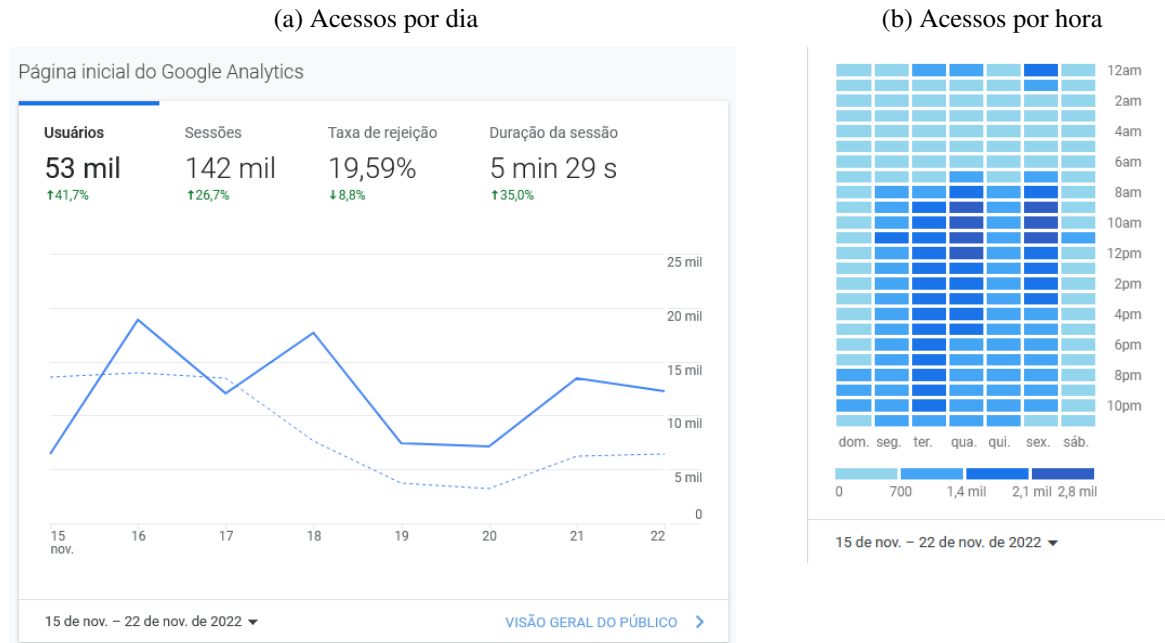 (a) Acessos por dia
Página inicial do Google Analytics
Usuários
53 mil
↑41,7%
Sessões
142 mil
↑26,7%
Taxa de rejeição
19,59%
↓8,8%
Duração da sessão
5 min 29 s
↑35,0%
25 mil
20 mil
15 mil
10 mil
5 mil
0
15
nov.
16
17
18
19
20
21
22
15 de nov. – 22 de nov. de 2022
VISÃO GERAL DO PÚBLICO
(b) Acessos por hora
12am
2am
4am
6am
8am
10am
12pm
2pm
4pm
6pm
8pm
10pm
dom. seg. ter. qua. qui. sex. sáb.
0 700 1,4 mil 2,1 mil 2,8 mil
15 de nov. – 22 de nov. de 2022